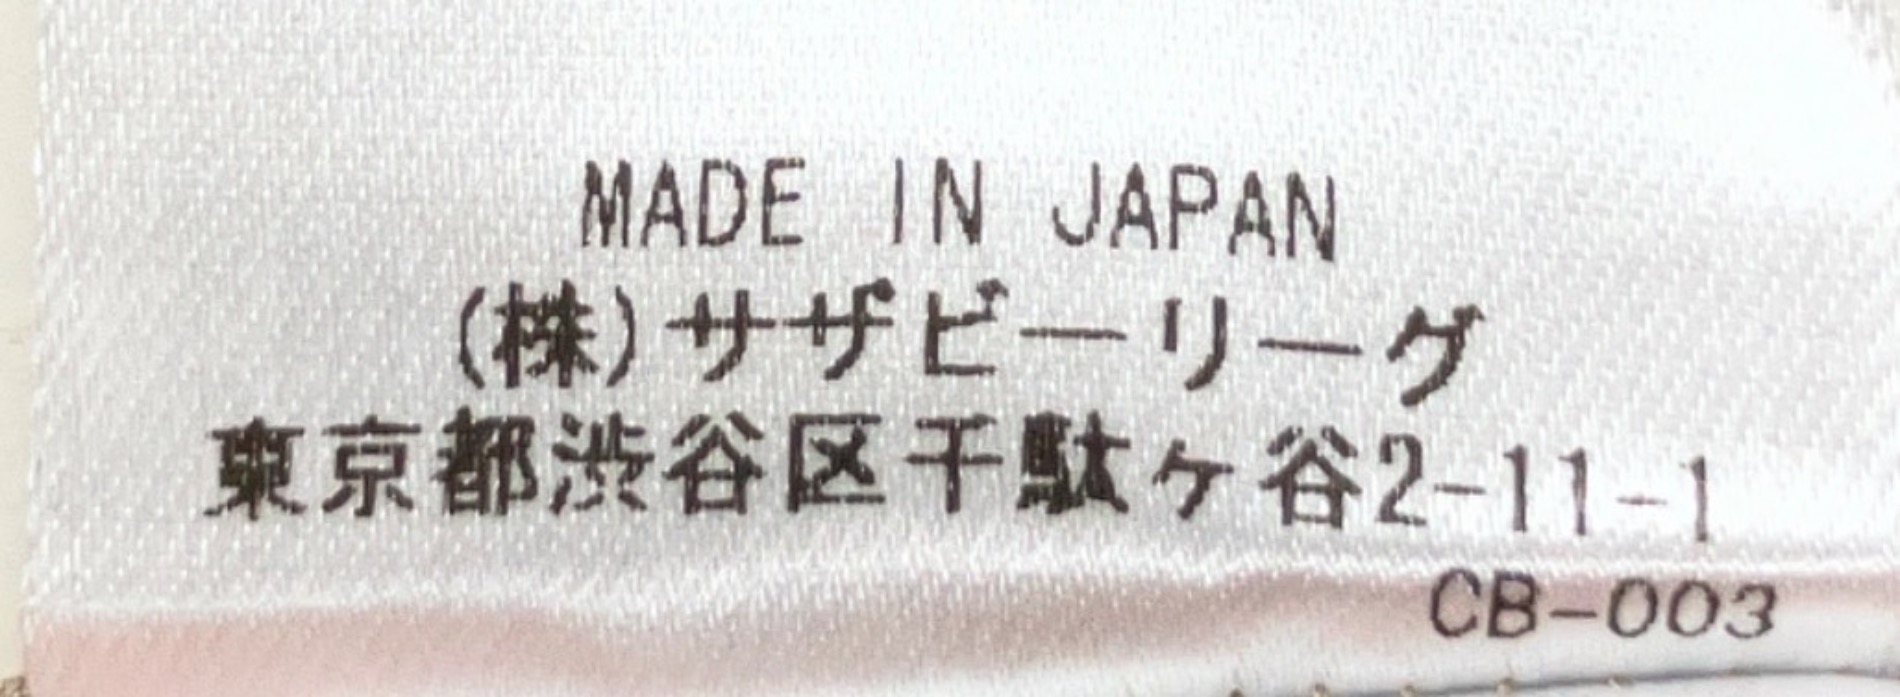 MADE IN JAPAN
(株)サザビーリーグ
東京都渋谷区千駄ヶ谷2-11-1
CB-003